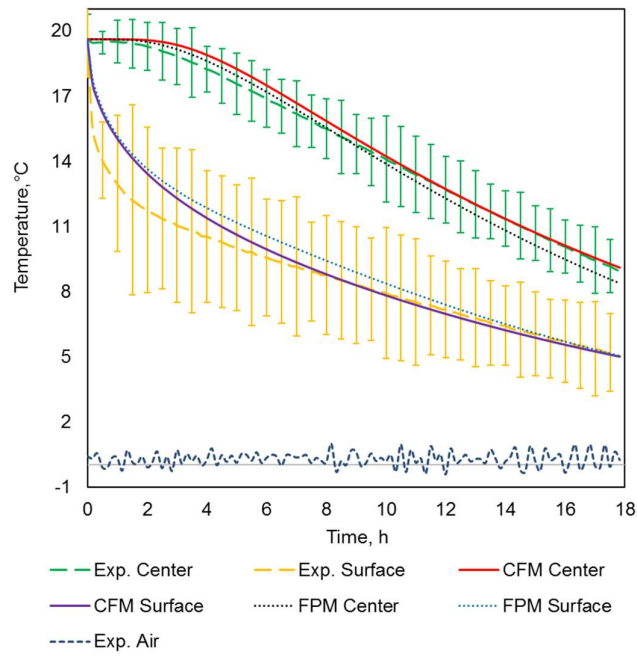 20
17
14
11
8
5
2
-1
Temperature,°C
0 2 4 6 8 10 12 14 16 18
Time, h
Exp. Center Exp. Surface CFM Center
CFM Surface FPM Center FPM Surface
Exp. Air